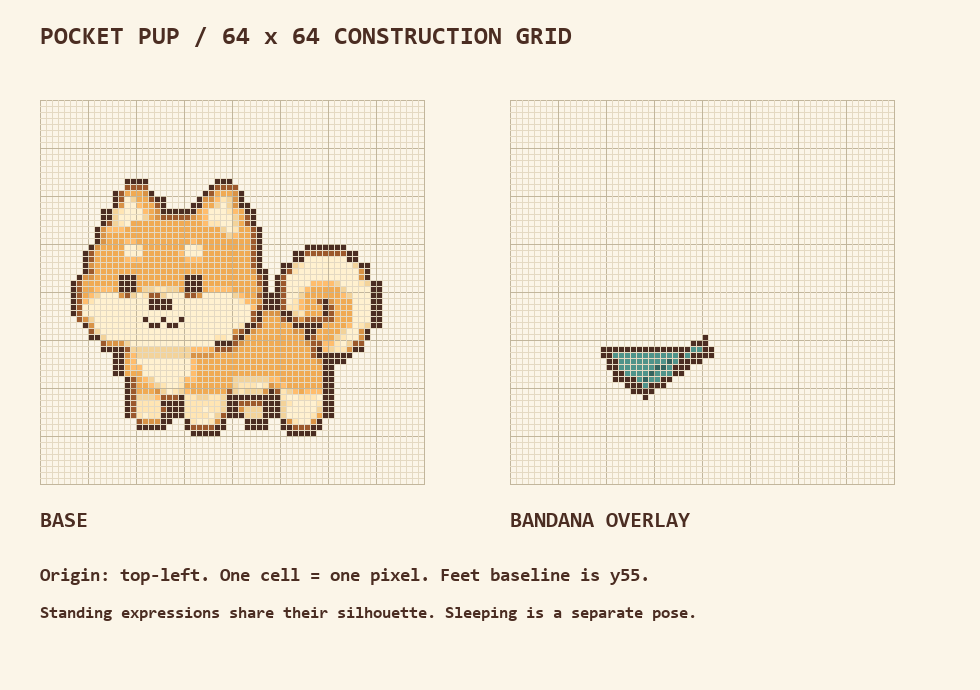 POCKET PUP / 64 x 64 CONSTRUCTION GRID
BASE
BANDANA OVERLAY
Origin: top-left. One cell = one pixel. Feet baseline is y55.
Standing expressions share their silhouette. Sleeping is a separate pose.